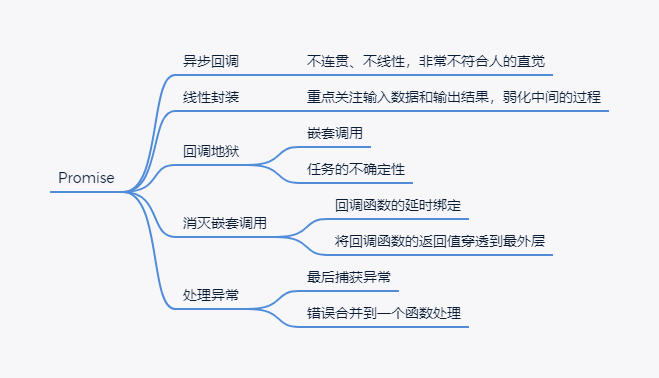 异步回调
不连贯、不线性，非常不符合人的直觉
线性封装
重点关注输入数据和输出结果，弱化中间的过程
回调地狱
嵌套调用
任务的不确定性
Promise
消灭嵌套调用
回调函数的延时绑定
将回调函数的返回值穿透到最外层
处理异常
最后捕获异常
错误合并到一个函数处理